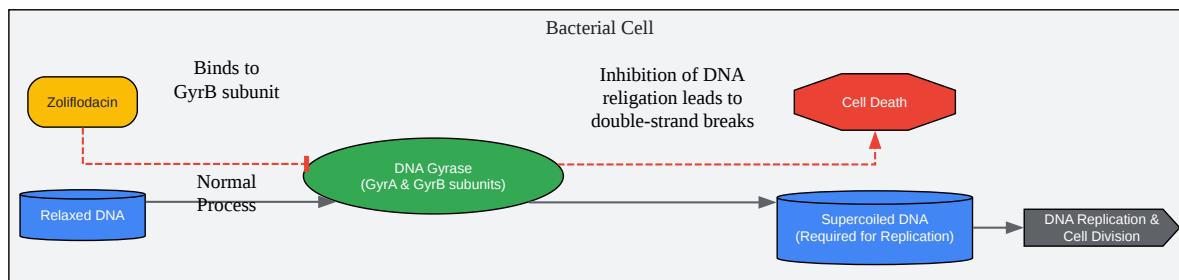 Bacterial Cell
Binds to
GyrB subunit
Inhibition of DNA
religation leads to
double-strand breaks
Zoliflodacin
Cell Death
DNA Gyrase
(GyrA & GyrB subunits)
Normal
Process
Relaxed DNA
Supercoiled DNA
(Required for Replication)
DNA Replication &
Cell Division